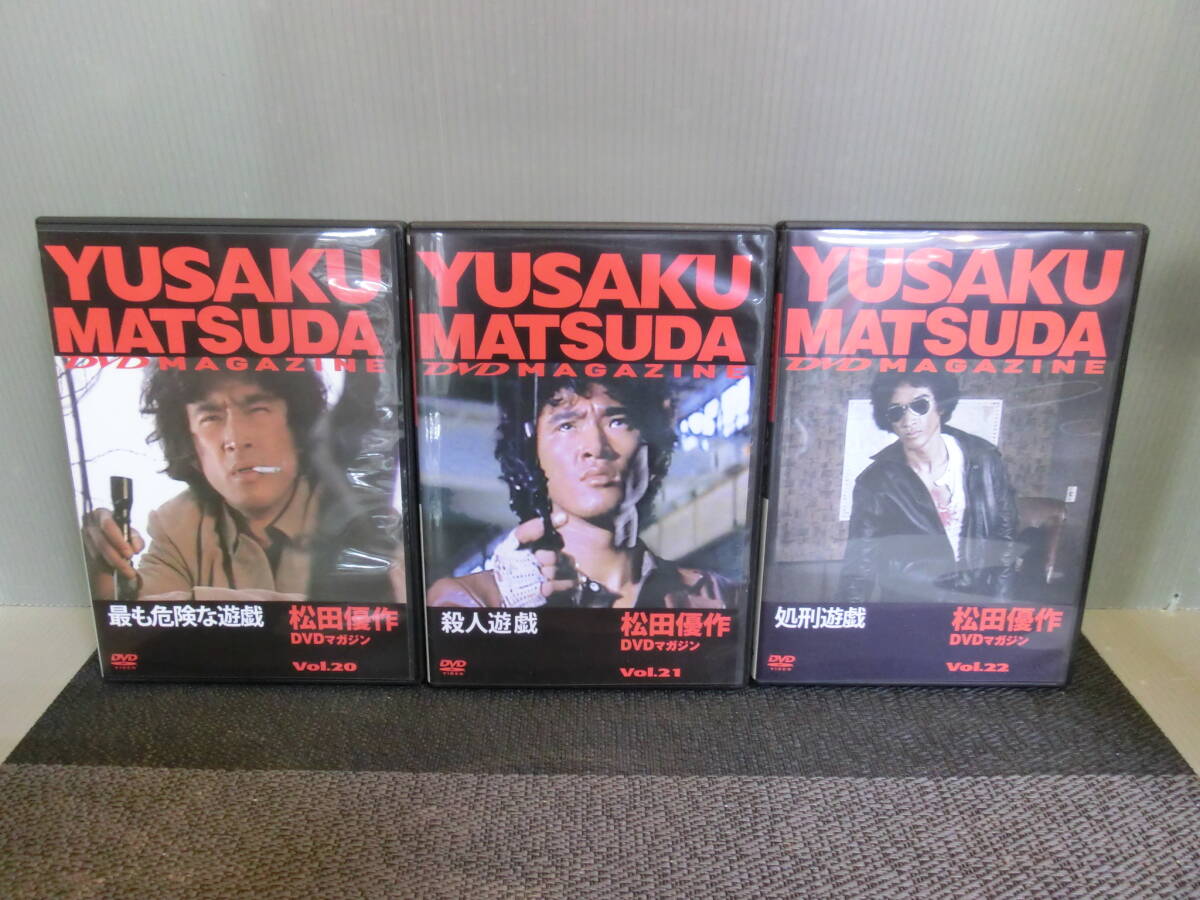 YUSAKU
MATSUDA
DVD MAGAZINE
最も危険な遊戯
松田優作
DVDマガジン
DVD
VIDEO
Vol.20
YUSAKU
MATSUDA
DVD MAGAZINE
殺人遊戯
松田優作
DVDマガジン
DVD
VIDEO
Vol.21
YUSAKU
MATSUDA
DVD MAGAZINE
処刑遊戯
松田優作
DVDマガジン
DVD
VIDEO
Vol.22